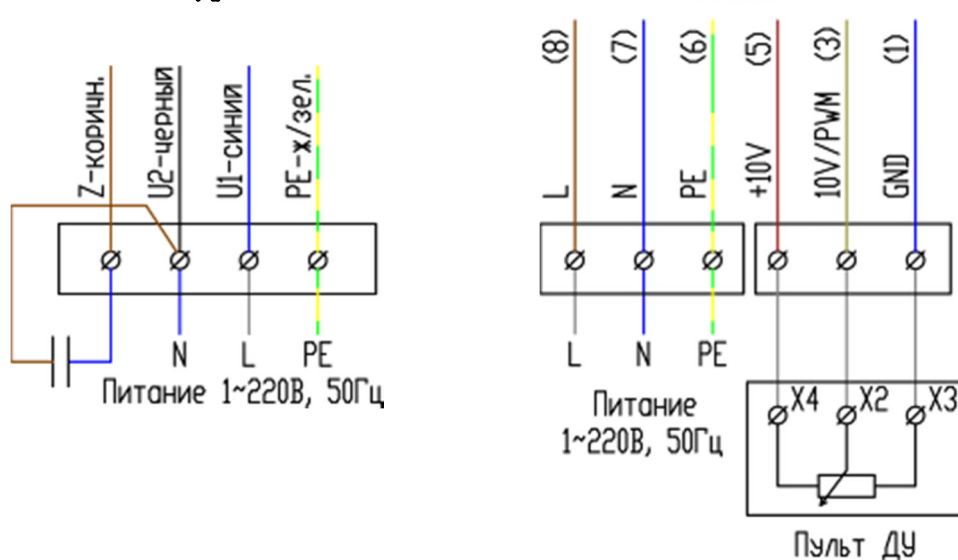 Z-коричн.
U2-черный
U1-синий
PE-ж/зел.
N
L
PE
Питание 1~220В, 50Гц
(8)
(7)
(6)
(5)
(3)
(1)
L
N
PE
+10V
10V/PWM
GND
L
N
PE
Питание
1~220В, 50Гц
X4
X2
X3
Пульт ДУ